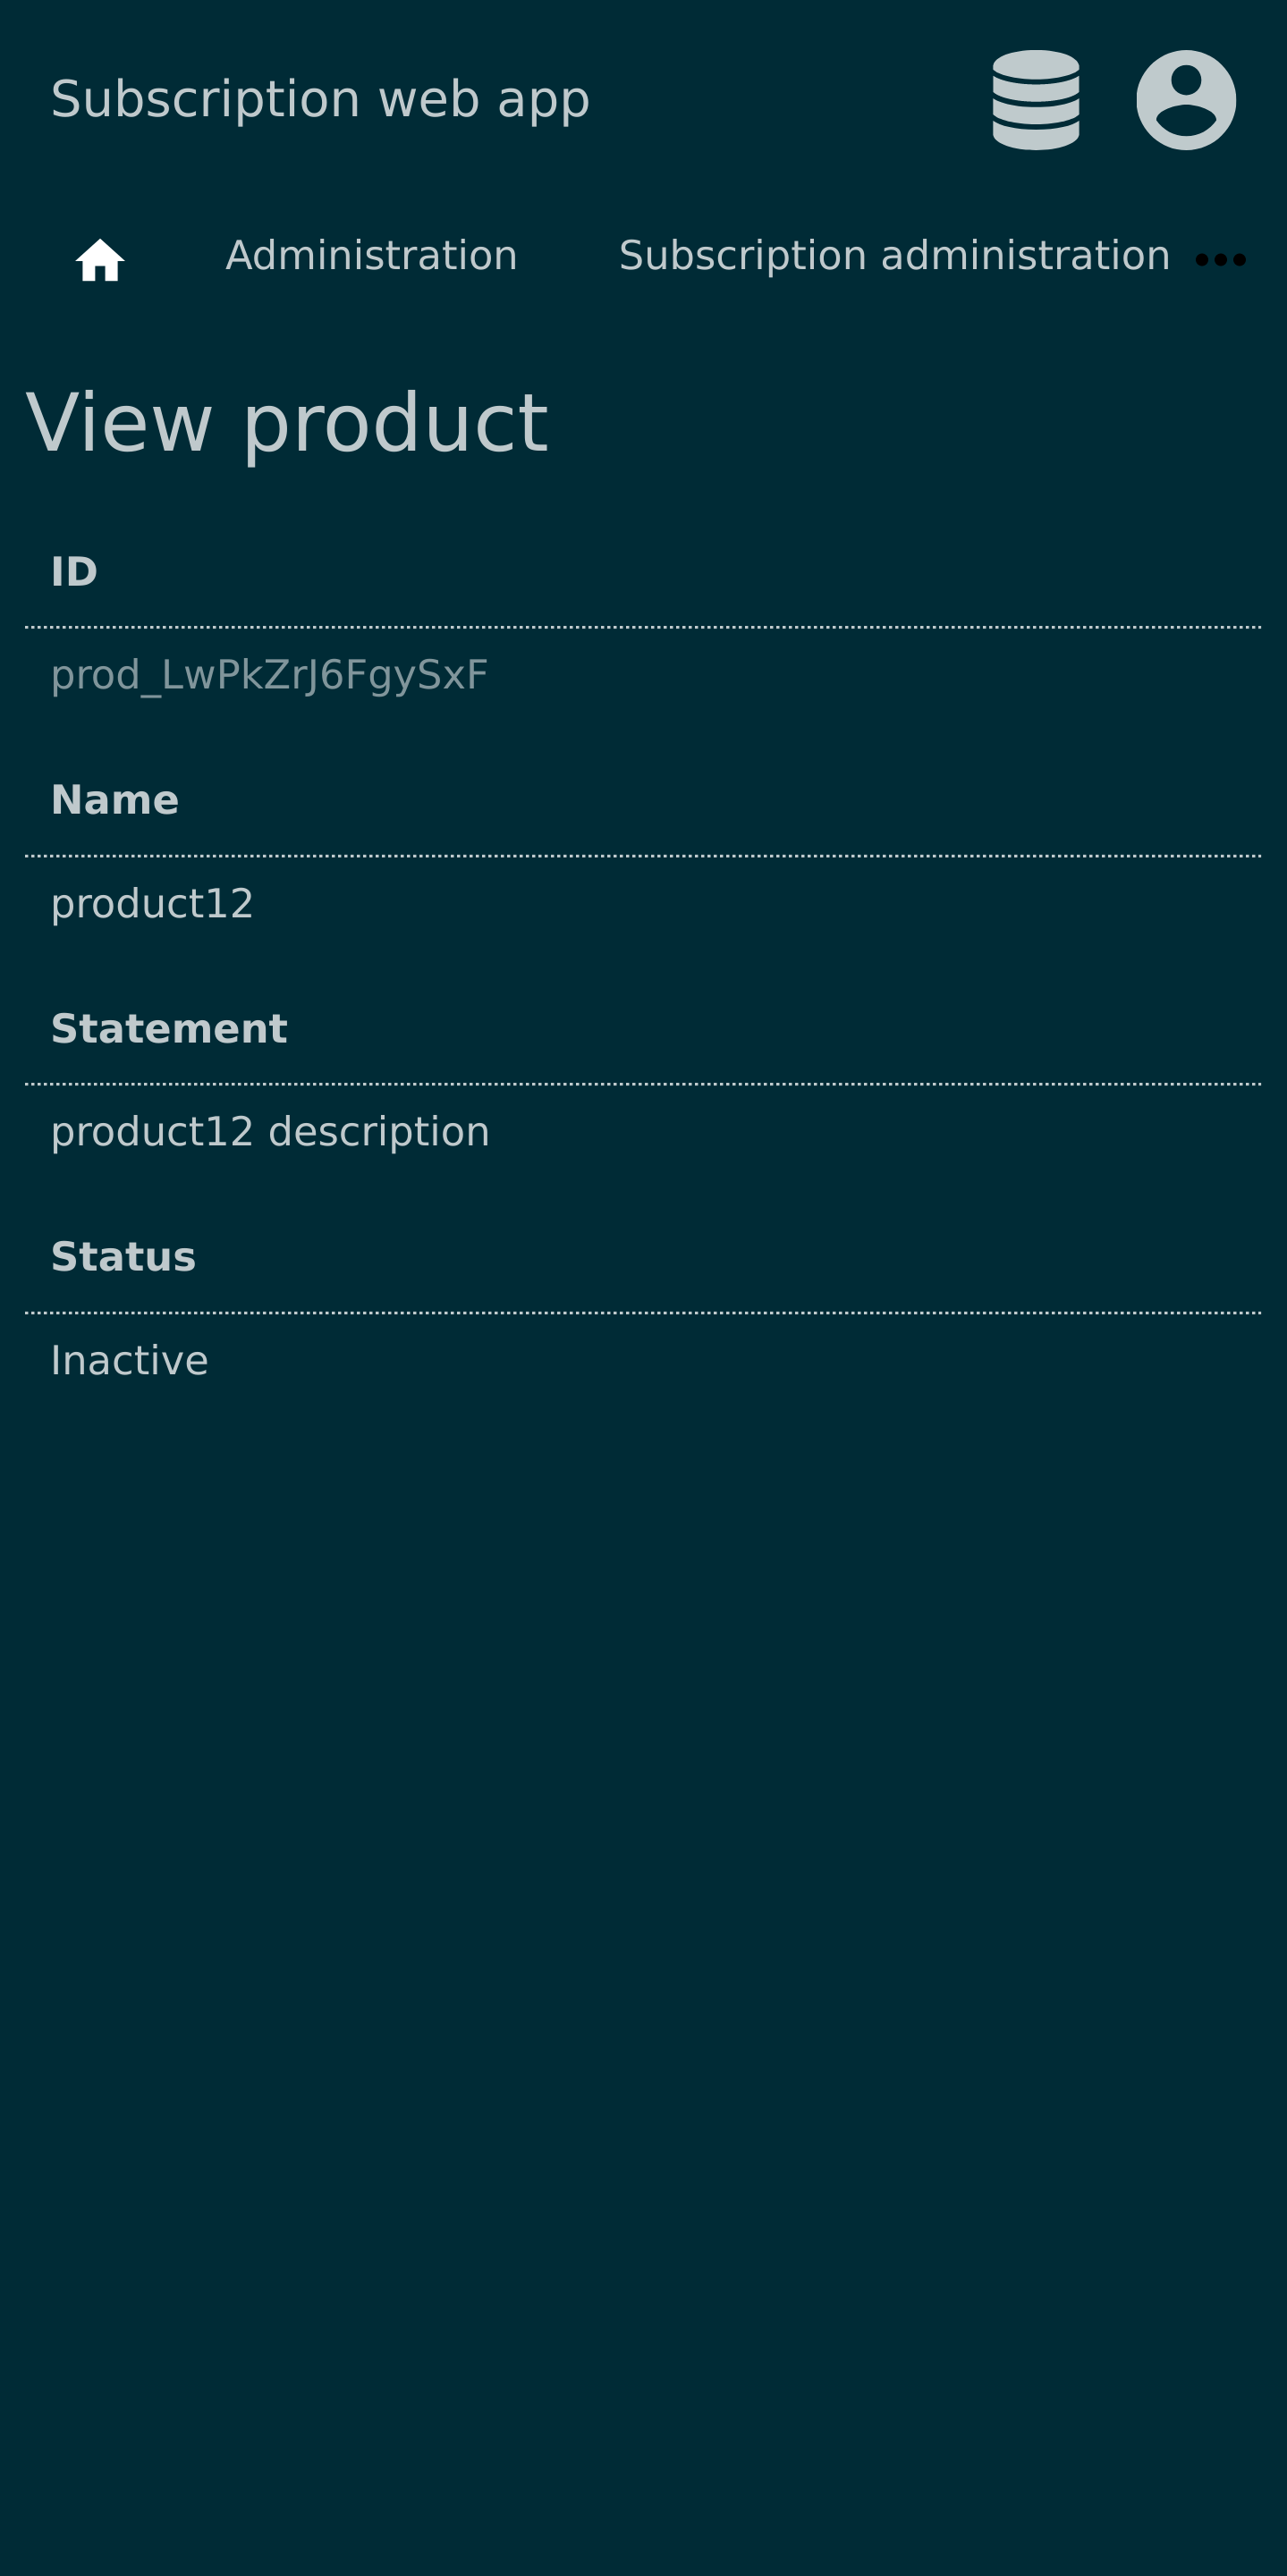 Subscription web app
Administration Subscription administration
View product
ID
prod_LwPkZrJ6FgySxF
Name
product12
Statement
product12 description
Status
Inactive